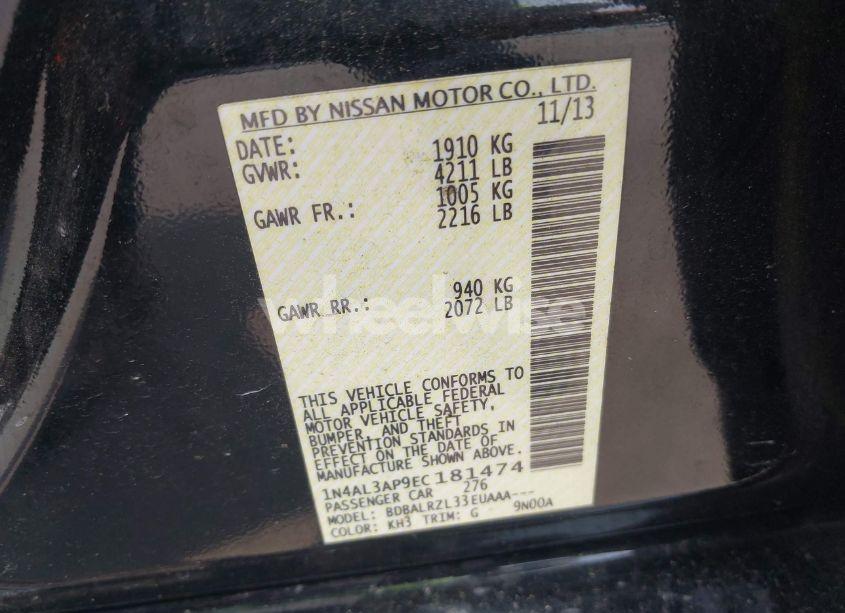 MFD BY NISSAN MOTOR CO., LTD.
DATE: 11/13
GVWR: 1910 KG
4211 LB
GAWR FR.: 1005 KG
2216 LB
GAWR RR.: 940 KG
2072 LB
wheelwise
THIS VEHICLE CONFORMS TO
ALL APPLICABLE FEDERAL
MOTOR VEHICLE SAFETY,
BUMPER, AND THEFT
PREVENTION STANDARDS IN
EFFECT ON THE DATE OF
MANUFACTURE SHOWN ABOVE.
1N4AL3AP9EC181474
PASSENGER CAR 276
MODEL: BDBALRZL33EUAAA---
COLOR: KH3 TRIM: G 9N00A